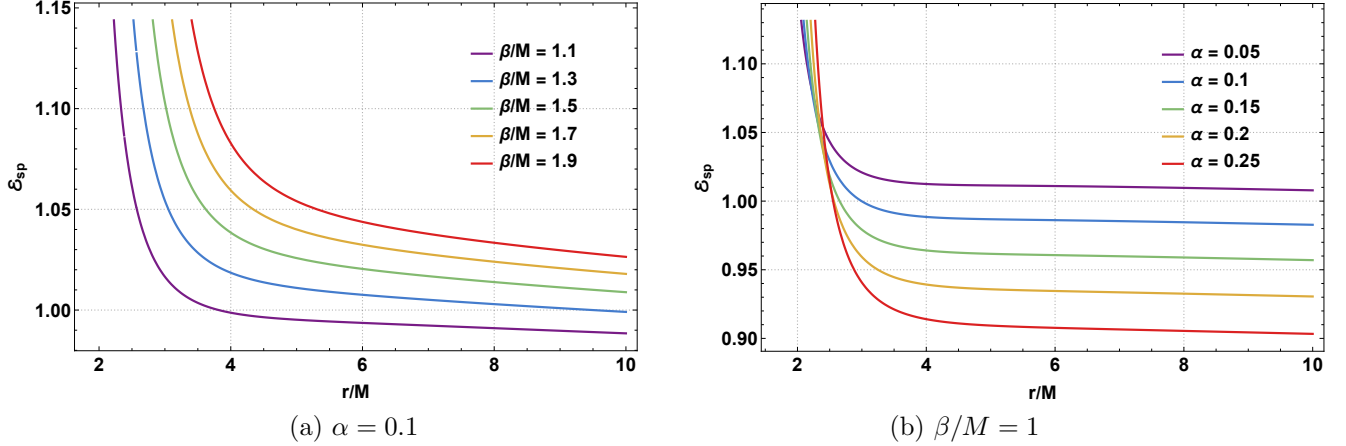 1.15
1.10
1.05
1.00
ℰsp
β/M = 1.1
β/M = 1.3
β/M = 1.5
β/M = 1.7
β/M = 1.9
2 4 6 8 10
r/M
(a) α = 0.1
1.10
1.05
1.00
0.95
0.90
ℰsp
α = 0.05
α = 0.1
α = 0.15
α = 0.2
α = 0.25
2 4 6 8 10
r/M
(b) β/M = 1